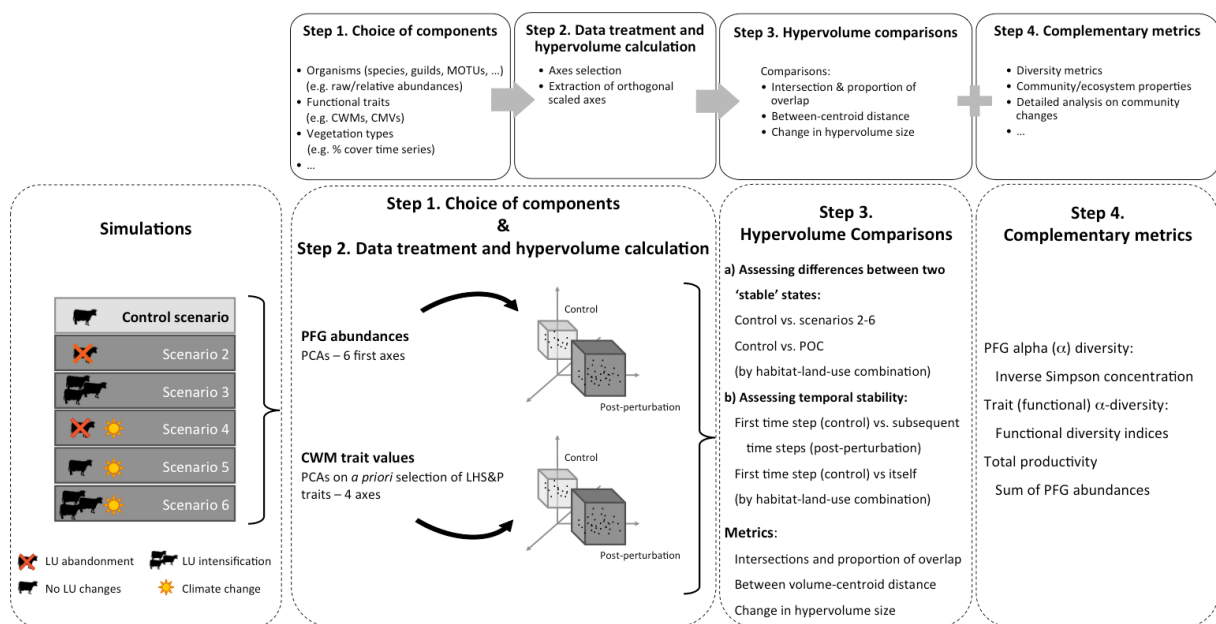 Step 1. Choice of components
• Organisms (species, guilds, MOTUs, …)
(e.g. raw/relative abundances)
• Functional traits
(e.g. CWMs, CMVs)
• Vegetation types
(e.g. % cover time series)
• …
Step 2. Data treatment and
hypervolume calculation
• Axes selection
• Extraction of orthogonal
scaled axes
Step 3. Hypervolume comparisons
Comparisons:
• Intersection & proportion of
overlap
• Between-centroid distance
• Change in hypervolume size
Step 4. Complementary metrics
• Diversity metrics
• Community/ecosystem properties
• Detailed analysis on community
changes
• …
Simulations
Control scenario
Scenario 2
Scenario 3
Scenario 4
Scenario 5
Scenario 6
LU abandonment
LU intensification
No LU changes
Climate change
Step 1. Choice of components
&
Step 2. Data treatment and hypervolume calculation
PFG abundances
PCAs – 6 first axes
Control
Post-perturbation
CWM trait values
PCAs on a priori selection of LHS&P
traits – 4 axes
Control
Post-perturbation
Step 3.
Hypervolume Comparisons
a) Assessing differences between two
‘stable’ states:
Control vs. scenarios 2-6
Control vs. POC
(by habitat-land-use combination)
b) Assessing temporal stability:
First time step (control) vs. subsequent
time steps (post-perturbation)
First time step (control) vs itself
(by habitat-land-use combination)
Metrics:
Intersections and proportion of overlap
Between volume-centroid distance
Change in hypervolume size
Step 4.
Complementary metrics
PFG alpha (α) diversity:
Inverse Simpson concentration
Trait (functional) α-diversity:
Functional diversity indices
Total productivity
Sum of PFG abundances